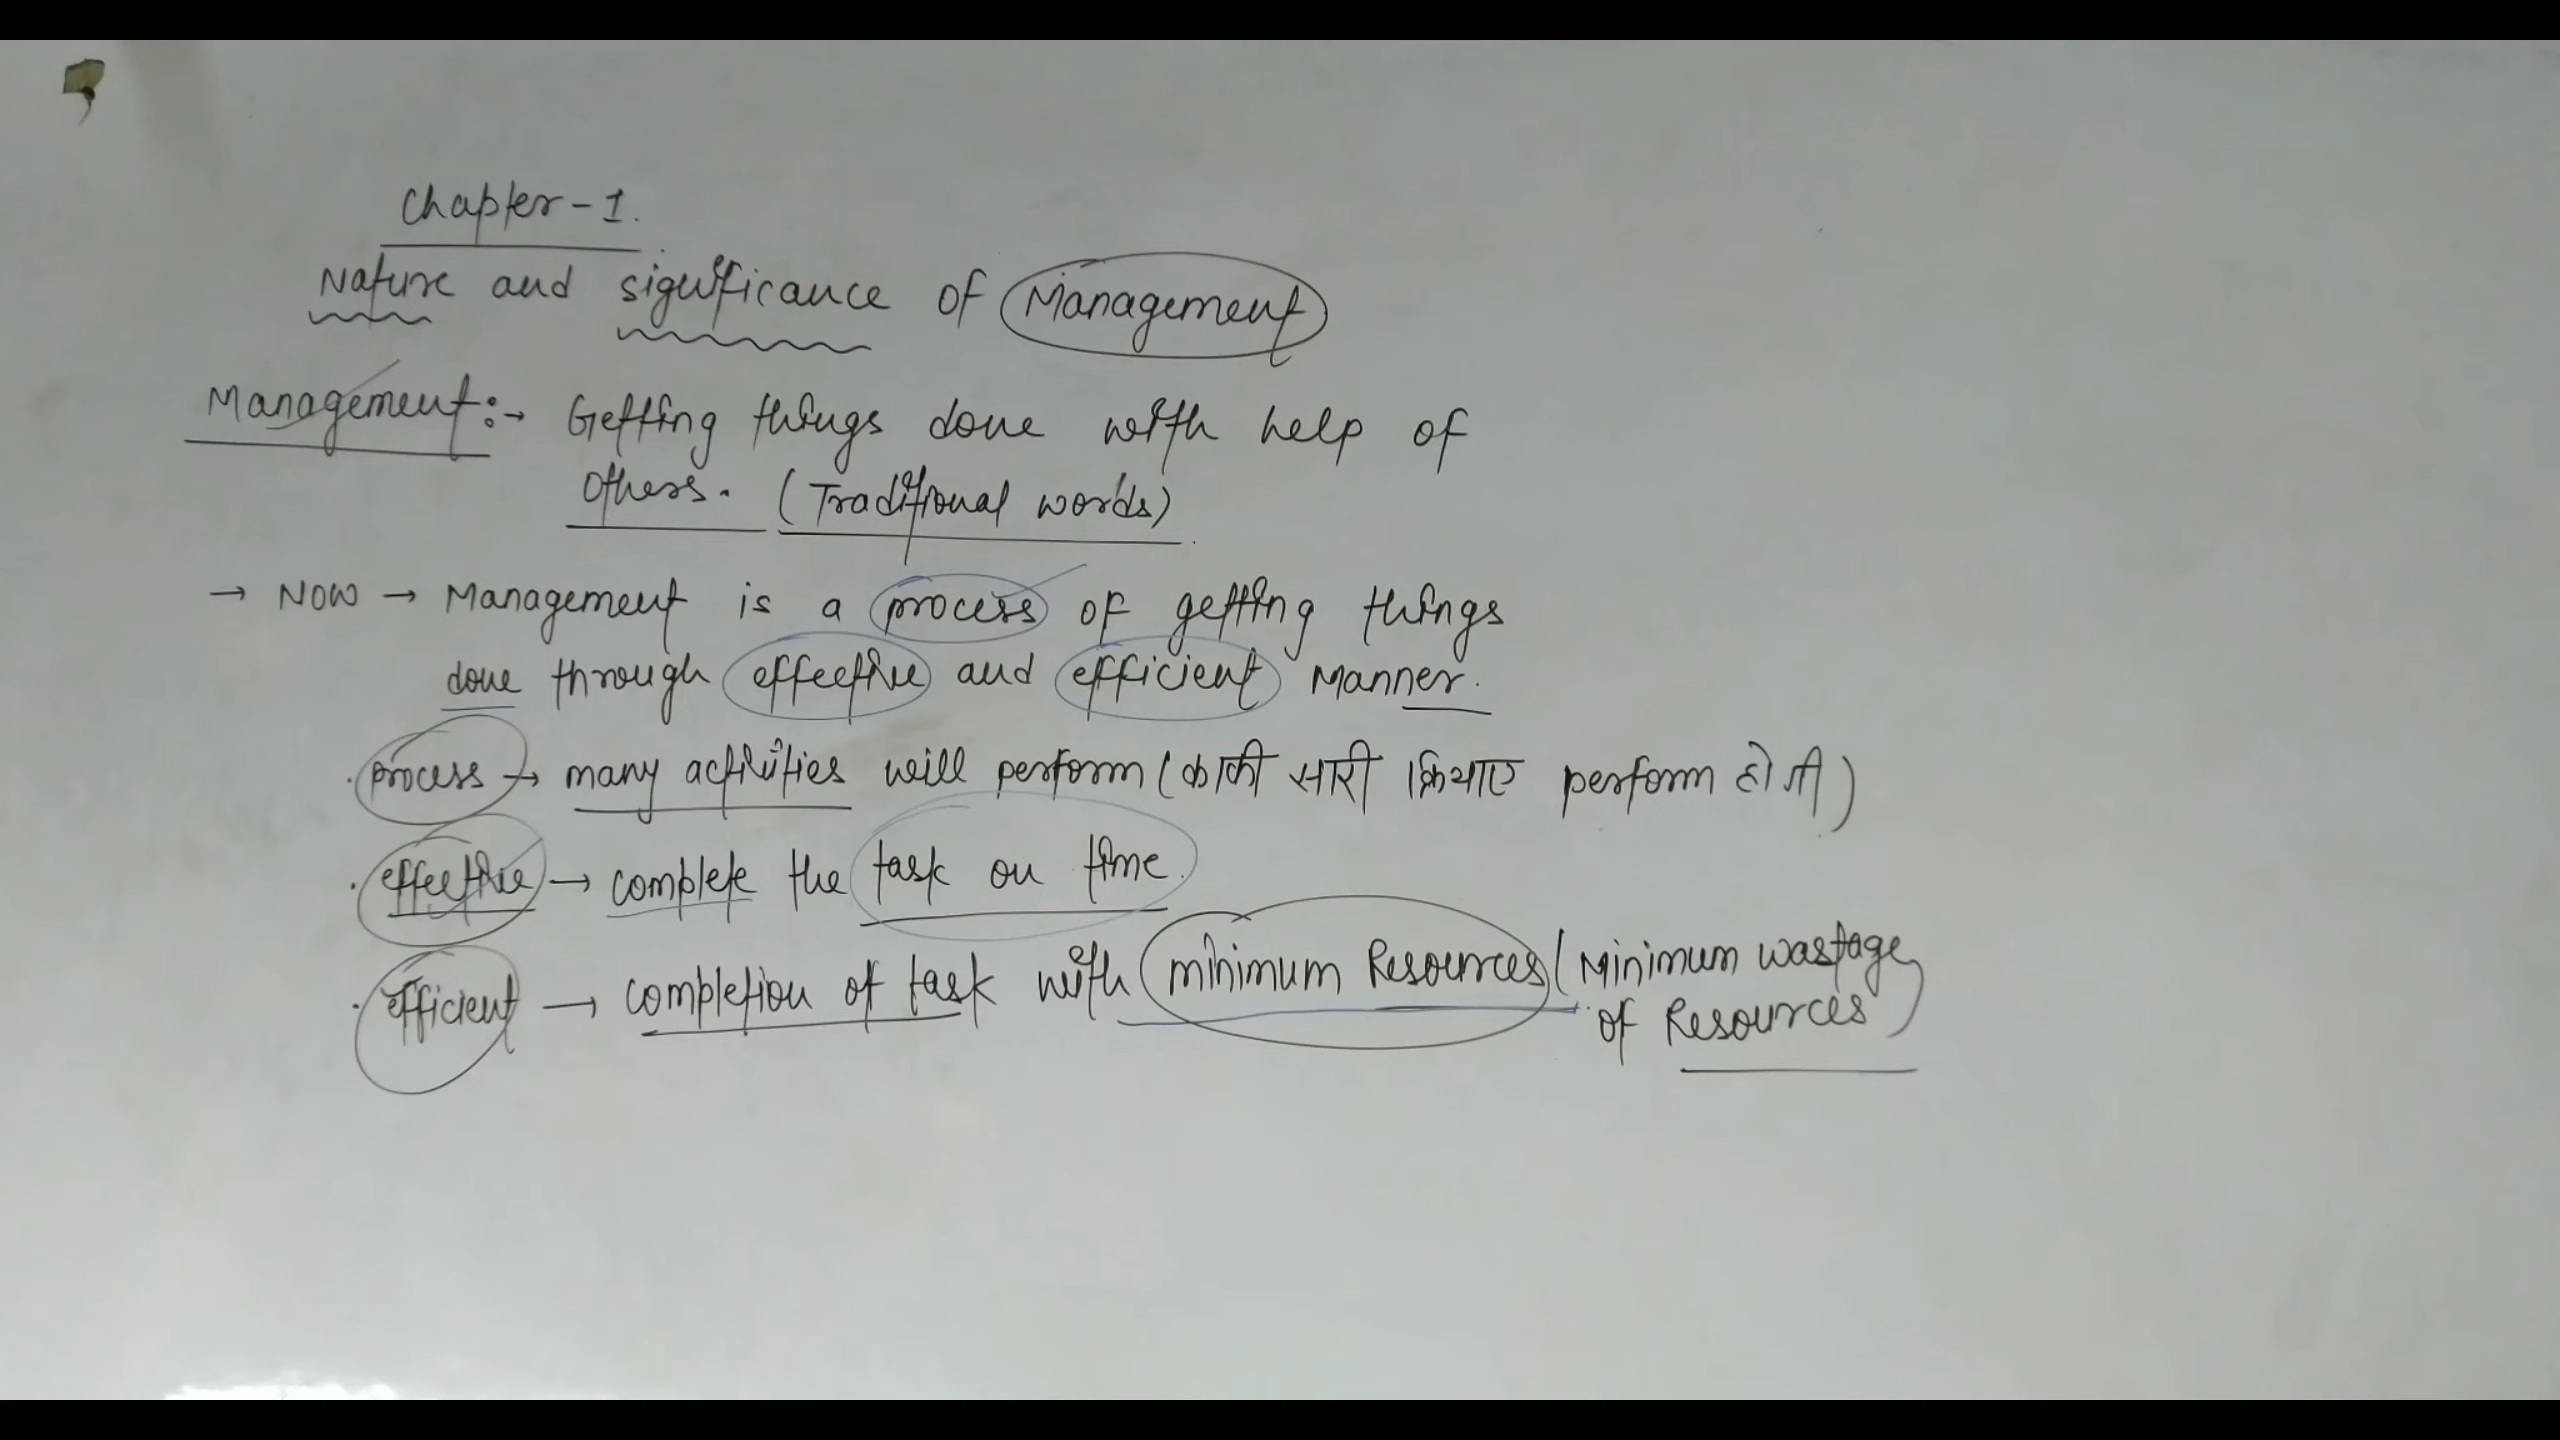 Chapter-1.
Nature and significance of Management
Management:→ Getting things done with help of
others. (Traditional words)
→ NOW → Management is a process of getting things
done through effective and efficient manner.
. process → many activities will perform (काफी सारी क्रियाए perform होगी)
. effective → complete the task on time.
. efficient → completion of task with minimum Resources (Minimum wastage
of Resources)